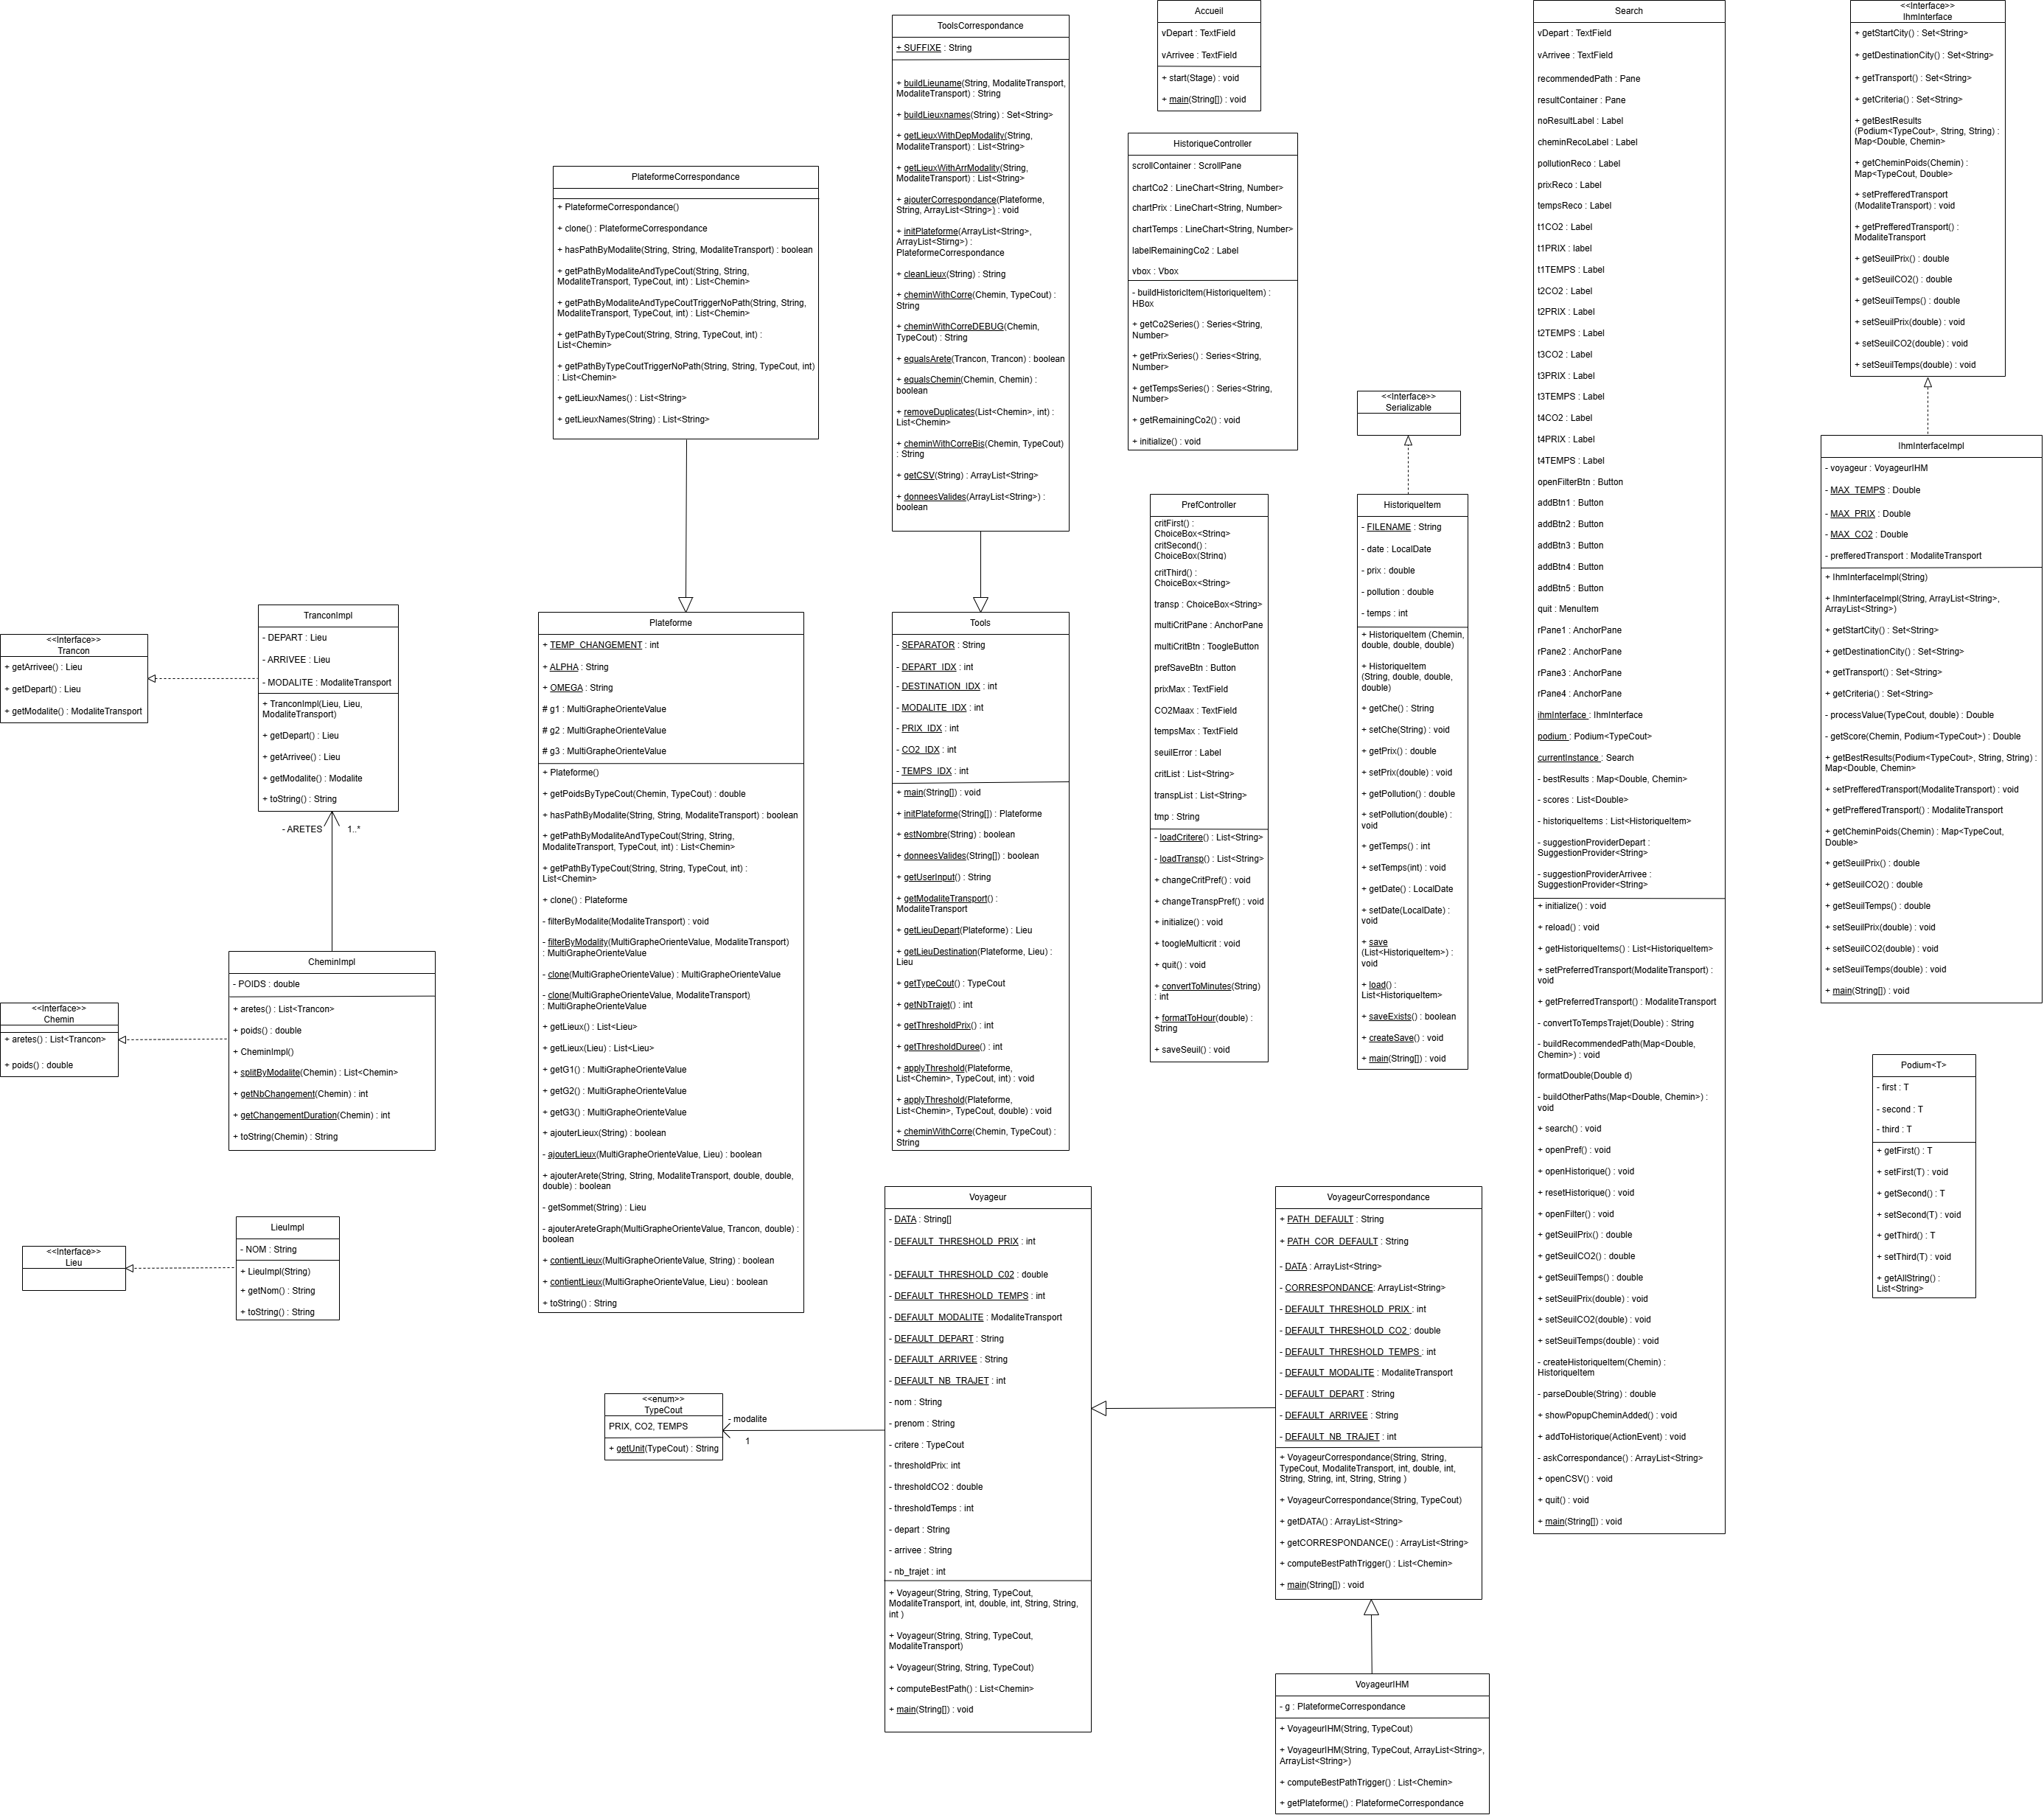 ToolsCorrespondance
+ SUFFIXE : String
+ buildLieuname(String, ModaliteTransport,
ModaliteTransport) : String
+ buildLieuxnames(String) : Set<String>
+ getLieuxWithDepModality(String,
ModaliteTransport) : List<String>
+ getLieuxWithArrModality(String,
ModaliteTransport) : List<String>
+ ajouterCorrespondance(Plateforme,
String, ArrayList<String>) : void
+ initPlateforme(ArrayList<String>,
ArrayList<Stirng>) :
PlateformeCorrespondance
+ cleanLieux(String) : String
+ cheminWithCorre(Chemin, TypeCout) :
String
+ cheminWithCorreDEBUG(Chemin,
TypeCout) : String
+ equalsArete(Trancon, Trancon) : boolean
+ equalsChemin(Chemin, Chemin) :
boolean
+ removeDuplicates(List<Chemin>, int) :
List<Chemin>
+ cheminWithCorreBis(Chemin, TypeCout)
: String
+ getCSV(String) : ArrayList<String>
+ donneesValides(ArrayList<String>) :
boolean
Accueil
vDepart : TextField
vArrivee : TextField
+ start(Stage) : void
+ main(String[]) : void
HistoriqueController
scrollContainer : ScrollPane
chartCo2 : LineChart<String, Number>
chartPrix : LineChart<String, Number>
chartTemps : LineChart<String, Number>
labelRemainingCo2 : Label
vbox : Vbox
- buildHistoricItem(HistoriqueItem) :
HBox
+ getCo2Series() : Series<String,
Number>
+ getPrixSeries() : Series<String,
Number>
+ getTempsSeries() : Series<String,
Number>
+ getRemainingCo2() : void
+ initialize() : void
PlateformeCorrespondance
+ PlateformeCorrespondance()
+ clone() : PlateformeCorrespondance
+ hasPathByModalite(String, String, ModaliteTransport) : boolean
+ getPathByModaliteAndTypeCout(String, String,
ModaliteTransport, TypeCout, int) : List<Chemin>
+ getPathByModaliteAndTypeCoutTriggerNoPath(String, String,
ModaliteTransport, TypeCout, int) : List<Chemin>
+ getPathByTypeCout(String, String, TypeCout, int) :
List<Chemin>
+ getPathByTypeCoutTriggerNoPath(String, String, TypeCout, int)
: List<Chemin>
+ getLieuxNames() : List<String>
+ getLieuxNames(String) : List<String>
Search
vDepart : TextField
vArrivee : TextField
recommendedPath : Pane
resultContainer : Pane
noResultLabel : Label
cheminRecoLabel : Label
pollutionReco : Label
prixReco : Label
tempsReco : Label
t1CO2 : Label
t1PRIX : label
t1TEMPS : Label
t2CO2 : Label
t2PRIX : Label
t2TEMPS : Label
t3CO2 : Label
t3PRIX : Label
t3TEMPS : Label
t4CO2 : Label
t4PRIX : Label
t4TEMPS : Label
openFilterBtn : Button
addBtn1 : Button
addBtn2 : Button
addBtn3 : Button
addBtn4 : Button
addBtn5 : Button
quit : MenuItem
rPane1 : AnchorPane
rPane2 : AnchorPane
rPane3 : AnchorPane
rPane4 : AnchorPane
ihmInterface : IhmInterface
podium : Podium<TypeCout>
currentInstance : Search
- bestResults : Map<Double, Chemin>
- scores : List<Double>
- historiqueItems : List<HistoriqueItem>
- suggestionProviderDepart :
SuggestionProvider<String>
- suggestionProviderArrivee :
SuggestionProvider<String>
+ initialize() : void
+ reload() : void
+ getHistoriqueItems() : List<HistoriqueItem>
+ setPreferredTransport(ModaliteTransport) :
void
+ getPreferredTransport() : ModaliteTransport
- convertToTempsTrajet(Double) : String
- buildRecommendedPath(Map<Double,
Chemin>) : void
formatDouble(Double d)
- buildOtherPaths(Map<Double, Chemin>) :
void
+ search() : void
+ openPref() : void
+ openHistorique() : void
+ resetHistorique() : void
+ openFilter() : void
+ getSeuilPrix() : double
+ getSeuilCO2() : double
+ getSeuilTemps() : double
+ setSeuilPrix(double) : void
+ setSeuilCO2(double) : void
+ setSeuilTemps(double) : void
- createHistoriqueItem(Chemin) :
HistoriqueItem
- parseDouble(String) : double
+ showPopupCheminAdded() : void
+ addToHistorique(ActionEvent) : void
- askCorrespondance() : ArrayList<String>
+ openCSV() : void
+ quit() : void
+ main(String[]) : void
<<Interface>>
IhmInterface
+ getStartCity() : Set<String>
+ getDestinationCity() : Set<String>
+ getTransport() : Set<String>
+ getCriteria() : Set<String>
+ getBestResults
(Podium<TypeCout>, String, String) :
Map<Double, Chemin>
+ getCheminPoids(Chemin) :
Map<TypeCout, Double>
+ setPrefferedTransport
(ModaliteTransport) : void
+ getPrefferedTransport() :
ModaliteTransport
+ getSeuilPrix() : double
+ getSeuilCO2() : double
+ getSeuilTemps() : double
+ setSeuilPrix(double) : void
+ setSeuilCO2(double) : void
+ setSeuilTemps(double) : void
<<Interface>>
Serializable
PrefController
critFirst() :
ChoiceBox<String>
critSecond() :
ChoiceBox(String)
critThird() :
ChoiceBox<String>
transp : ChoiceBox<String>
multiCritPane : AnchorPane
multiCritBtn : ToogleButton
prefSaveBtn : Button
prixMax : TextField
CO2Maax : TextField
tempsMax : TextField
seuilError : Label
critList : List<String>
transpList : List<String>
tmp : String
- loadCritere() : List<String>
- loadTransp() : List<String>
+ changeCritPref() : void
+ changeTranspPref() : void
+ initialize() : void
+ toogleMulticrit : void
+ quit() : void
+ convertToMinutes(String)
: int
+ formatToHour(double) :
String
+ saveSeuil() : void
HistoriqueItem
- FILENAME : String
- date : LocalDate
- prix : double
- pollution : double
- temps : int
+ HistoriqueItem (Chemin,
double, double, double)
+ HistoriqueItem
(String, double, double,
double)
+ getChe() : String
+ setChe(String) : void
+ getPrix() : double
+ setPrix(double) : void
+ getPollution() : double
+ setPollution(double) :
void
+ getTemps() : int
+ setTemps(int) : void
+ getDate() : LocalDate
+ setDate(LocalDate) :
void
+ save
(List<HistoriqueItem>) :
void
+ load() :
List<HistoriqueItem>
+ saveExists() : boolean
+ createSave() : void
+ main(String[]) : void
IhmInterfaceImpl
- voyageur : VoyageurIHM
- MAX_TEMPS : Double
- MAX_PRIX : Double
- MAX_CO2 : Double
- prefferedTransport : ModaliteTransport
+ IhmInterfaceImpl(String)
+ IhmInterfaceImpl(String, ArrayList<String>,
ArrayList<String>)
+ getStartCity() : Set<String>
+ getDestinationCity() : Set<String>
+ getTransport() : Set<String>
+ getCriteria() : Set<String>
- processValue(TypeCout, double) : Double
- getScore(Chemin, Podium<TypeCout>) : Double
+ getBestResults(Podium<TypeCout>, String, String) :
Map<Double, Chemin>
+ setPrefferedTransport(ModaliteTransport) : void
+ getPrefferedTransport() : ModaliteTransport
+ getCheminPoids(Chemin) : Map<TypeCout,
Double>
+ getSeuilPrix() : double
+ getSeuilCO2() : double
+ getSeuilTemps() : double
+ setSeuilPrix(double) : void
+ setSeuilCO2(double) : void
+ setSeuilTemps(double) : void
+ main(String[]) : void
<<Interface>>
Trancon
+ getArrivee() : Lieu
+ getDepart() : Lieu
+ getModalite() : ModaliteTransport
TranconImpl
- DEPART : Lieu
- ARRIVEE : Lieu
- MODALITE : ModaliteTransport
+ TranconImpl(Lieu, Lieu,
ModaliteTransport)
+ getDepart() : Lieu
+ getArrivee() : Lieu
+ getModalite() : Modalite
+ toString() : String
- ARETES
1..*
Plateforme
+ TEMP_CHANGEMENT : int
+ ALPHA : String
+ OMEGA : String
# g1 : MultiGrapheOrienteValue
# g2 : MultiGrapheOrienteValue
# g3 : MultiGrapheOrienteValue
+ Plateforme()
+ getPoidsByTypeCout(Chemin, TypeCout) : double
+ hasPathByModalite(String, String, ModaliteTransport) : boolean
+ getPathByModaliteAndTypeCout(String, String,
ModaliteTransport, TypeCout, int) : List<Chemin>
+ getPathByTypeCout(String, String, TypeCout, int) :
List<Chemin>
+ clone() : Plateforme
- filterByModalite(ModaliteTransport) : void
- filterByModality(MultiGrapheOrienteValue, ModaliteTransport)
: MultiGrapheOrienteValue
- clone(MultiGrapheOrienteValue) : MultiGrapheOrienteValue
- clone(MultiGrapheOrienteValue, ModaliteTransport)
: MultiGrapheOrienteValue
+ getLieux() : List<Lieu>
+ getLieux(Lieu) : List<Lieu>
+ getG1() : MultiGrapheOrienteValue
+ getG2() : MultiGrapheOrienteValue
+ getG3() : MultiGrapheOrienteValue
+ ajouterLieux(String) : boolean
- ajouterLieux(MultiGrapheOrienteValue, Lieu) : boolean
+ ajouterArete(String, String, ModaliteTransport, double, double,
double) : boolean
- getSommet(String) : Lieu
- ajouterAreteGraph(MultiGrapheOrienteValue, Trancon, double) :
boolean
+ contientLieux(MultiGrapheOrienteValue, String) : boolean
+ contientLieux(MultiGrapheOrienteValue, Lieu) : boolean
+ toString() : String
Tools
- SEPARATOR : String
- DEPART_IDX : int
- DESTINATION_IDX : int
- MODALITE_IDX : int
- PRIX_IDX : int
- CO2_IDX : int
- TEMPS_IDX : int
+ main(String[]) : void
+ initPlateforme(String[]) : Plateforme
+ estNombre(String) : boolean
+ donneesValides(String[]) : boolean
+ getUserInput() : String
+ getModaliteTransport() :
ModaliteTransport
+ getLieuDepart(Plateforme) : Lieu
+ getLieuDestination(Plateforme, Lieu) :
Lieu
+ getTypeCout() : TypeCout
+ getNbTrajet() : int
+ getThresholdPrix() : int
+ getThresholdDuree() : int
+ applyThreshold(Plateforme,
List<Chemin>, TypeCout, int) : void
+ applyThreshold(Plateforme,
List<Chemin>, TypeCout, double) : void
+ cheminWithCorre(Chemin, TypeCout) :
String
<<Interface>>
Chemin
+ aretes() : List<Trancon>
+ poids() : double
CheminImpl
- POIDS : double
+ aretes() : List<Trancon>
+ poids() : double
+ CheminImpl()
+ splitByModalite(Chemin) : List<Chemin>
+ getNbChangement(Chemin) : int
+ getChangementDuration(Chemin) : int
+ toString(Chemin) : String
Podium<T>
- first : T
- second : T
- third : T
+ getFirst() : T
+ setFirst(T) : void
+ getSecond() : T
+ setSecond(T) : void
+ getThird() : T
+ setThird(T) : void
+ getAllString() :
List<String>
<<Interface>>
Lieu
LieuImpl
- NOM : String
+ LieuImpl(String)
+ getNom() : String
+ toString() : String
Voyageur
- DATA : String[]
- DEFAULT_THRESHOLD_PRIX : int
- DEFAULT_THRESHOLD_C02 : double
- DEFAULT_THRESHOLD_TEMPS : int
- DEFAULT_MODALITE : ModaliteTransport
- DEFAULT_DEPART : String
- DEFAULT_ARRIVEE : String
- DEFAULT_NB_TRAJET : int
- nom : String
- prenom : String
- critere : TypeCout
- thresholdPrix: int
- thresholdCO2 : double
- thresholdTemps : int
- depart : String
- arrivee : String
- nb_trajet : int
+ Voyageur(String, String, TypeCout,
ModaliteTransport, int, double, int, String, String,
int )
+ Voyageur(String, String, TypeCout,
ModaliteTransport)
+ Voyageur(String, String, TypeCout)
+ computeBestPath() : List<Chemin>
+ main(String[]) : void
VoyageurCorrespondance
+ PATH_DEFAULT : String
+ PATH_COR_DEFAULT : String
- DATA : ArrayList<String>
- CORRESPONDANCE: ArrayList<String>
- DEFAULT_THRESHOLD_PRIX : int
- DEFAULT_THRESHOLD_CO2 : double
- DEFAULT_THRESHOLD_TEMPS : int
- DEFAULT_MODALITE : ModaliteTransport
- DEFAULT_DEPART : String
- DEFAULT_ARRIVEE : String
- DEFAULT_NB_TRAJET : int
+ VoyageurCorrespondance(String, String,
TypeCout, ModaliteTransport, int, double, int,
String, String, int, String, String )
+ VoyageurCorrespondance(String, TypeCout)
+ getDATA() : ArrayList<String>
+ getCORRESPONDANCE() : ArrayList<String>
+ computeBestPathTrigger() : List<Chemin>
+ main(String[]) : void
<<enum>>
TypeCout
PRIX, CO2, TEMPS
+ getUnit(TypeCout) : String
- modalite
1
VoyageurIHM
- g : PlateformeCorrespondance
+ VoyageurIHM(String, TypeCout)
+ VoyageurIHM(String, TypeCout, ArrayList<String>,
ArrayList<String>)
+ computeBestPathTrigger() : List<Chemin>
+ getPlateforme() : PlateformeCorrespondance